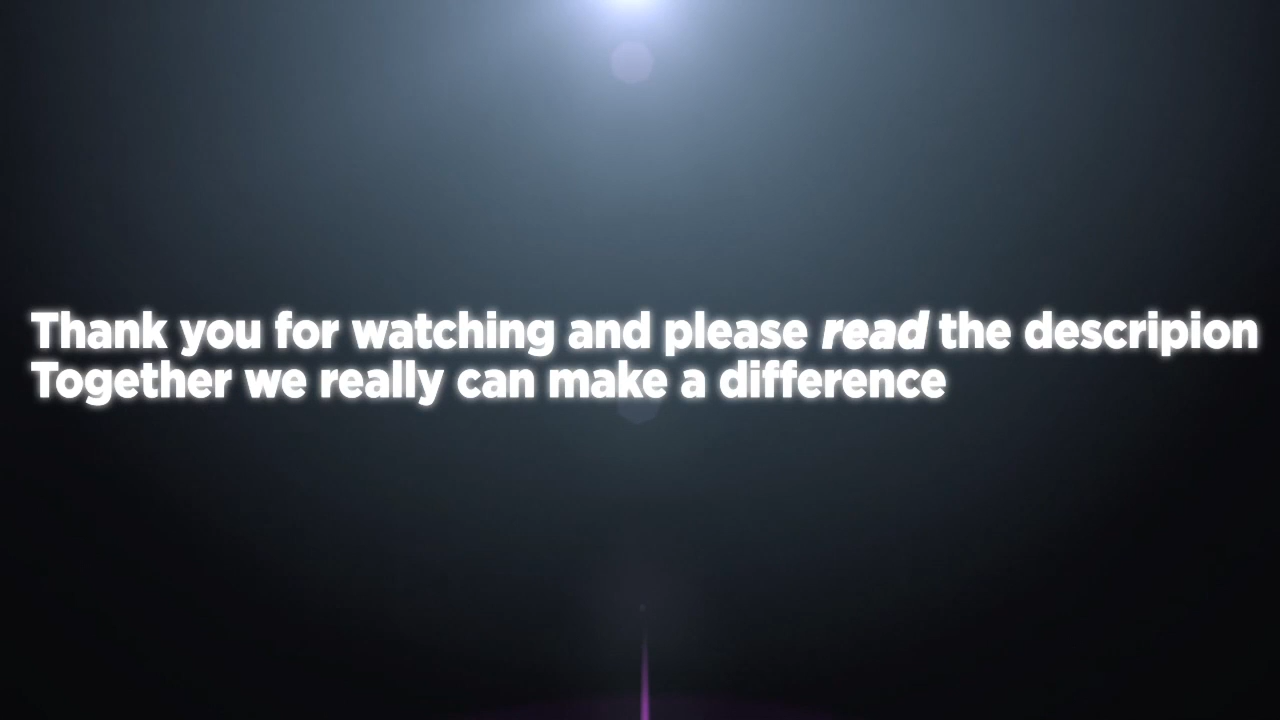 Thank you for watching and please read the descripion
Together we really can make a difference